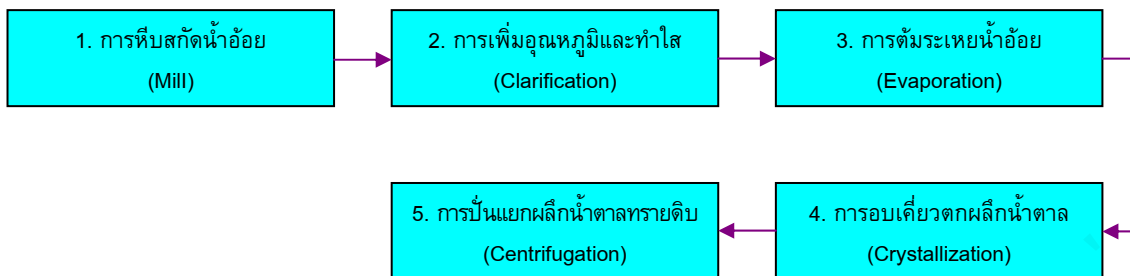 1. การหีบสกัดน้ำอ้อย
(Mill)
2. การเพิ่มอุณหภูมิและทำใส
(Clarification)
3. การต้มระเหยน้ำอ้อย
(Evaporation)
4. การอบเคี่ยวตกผลึกน้ำตาล
(Crystallization)
5. การปั่นแยกผลึกน้ำตาลทรายดิบ
(Centrifugation)